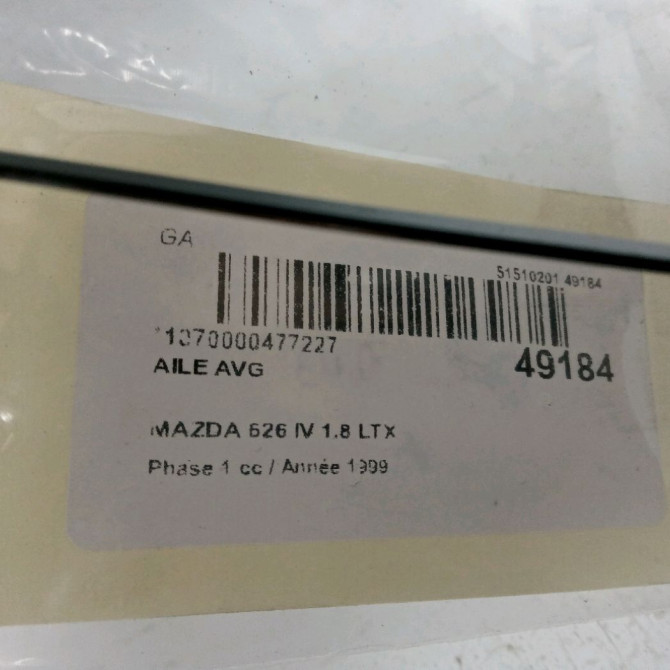 GA
51510201 49184
*1370000477227
49184
AILE AVG
MAZDA 626 IV 1.8 LTX
Phase 1 cc / Année 1999